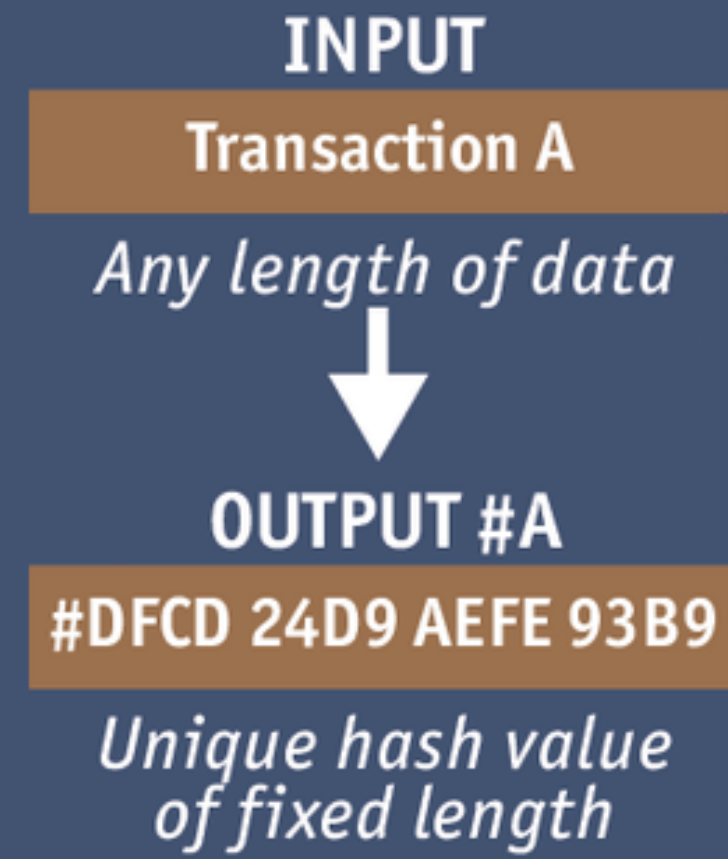 INPUT
Transaction A
Any length of data
OUTPUT #A
#DFCD 24D9 AEFE 93B9
Unique hash value
of fixed length